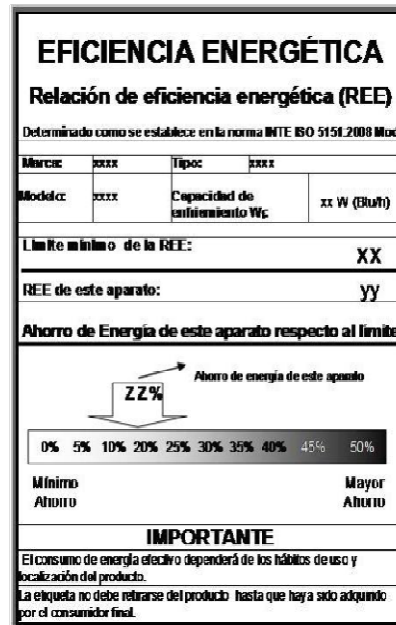 EFICIENCIA ENERGÉTICA
Relación de eficiencia energética (REE)
Determinado como se establece en la norma INTE ISO 5151:2008 Mod
Marca: xxxx Tipo: xxxx
Modelo: xxxx Capacidad de enfriamiento W: xx W (Btu/h)
Límite mínimo de la REE: XX
REE de este aparato: yy
Ahorro de Energía de este aparato respecto al límite
Ahorro de energía de este aparato
ZZ%
0% 5% 10% 20% 25% 30% 35% 40% 45% 50%
Mínimo Ahorro Mayor Ahorro
IMPORTANTE
El consumo de energía efectivo dependerá de los hábitos de uso y
localización del producto.
La etiqueta no debe retirarse del producto hasta que haya sido adquirido
por el consumidor final.